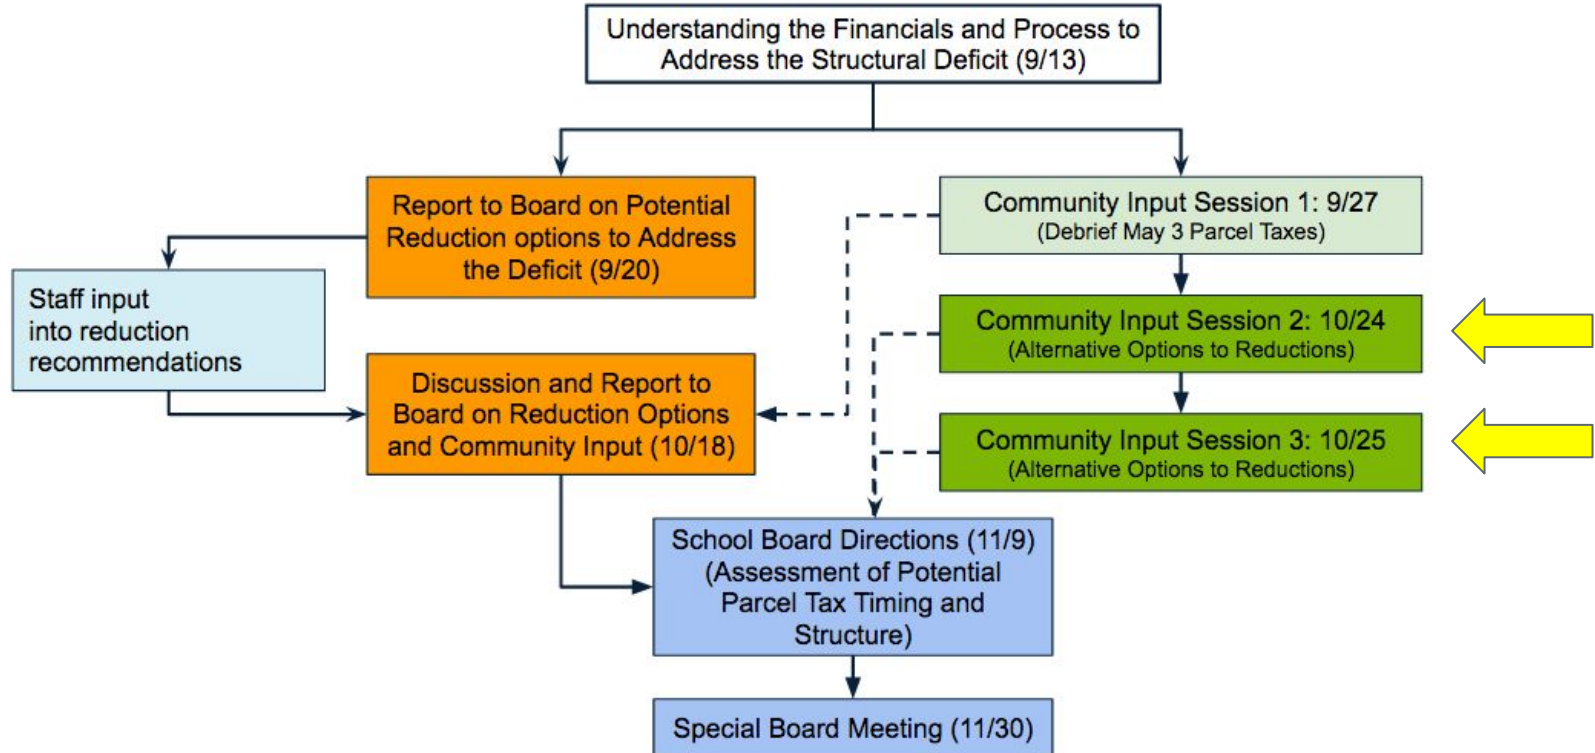 Understanding the Financials and Process to
Address the Structural Deficit (9/13)
Report to Board on Potential
Reduction options to Address
the Deficit (9/20)
Community Input Session 1: 9/27
(Debrief May 3 Parcel Taxes)
Staff input
into reduction
recommendations
Community Input Session 2: 10/24
(Alternative Options to Reductions)
Discussion and Report to
Board on Reduction Options
and Community Input (10/18)
Community Input Session 3: 10/25
(Alternative Options to Reductions)
School Board Directions (11/9)
(Assessment of Potential
Parcel Tax Timing and
Structure)
Special Board Meeting (11/30)